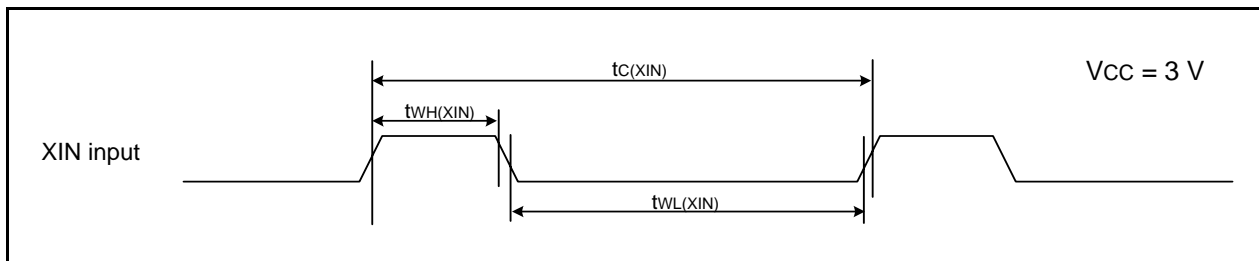 tC(XIN)
VCC = 3 V
tWH(XIN)
XIN input
tWL(XIN)